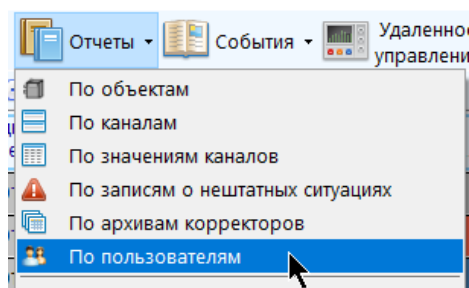 Отчеты
События
Удаленное
управлени
По объектам
По каналам
По значениям каналов
По записям о нештатных ситуациях
По архивам корректоров
По пользователям